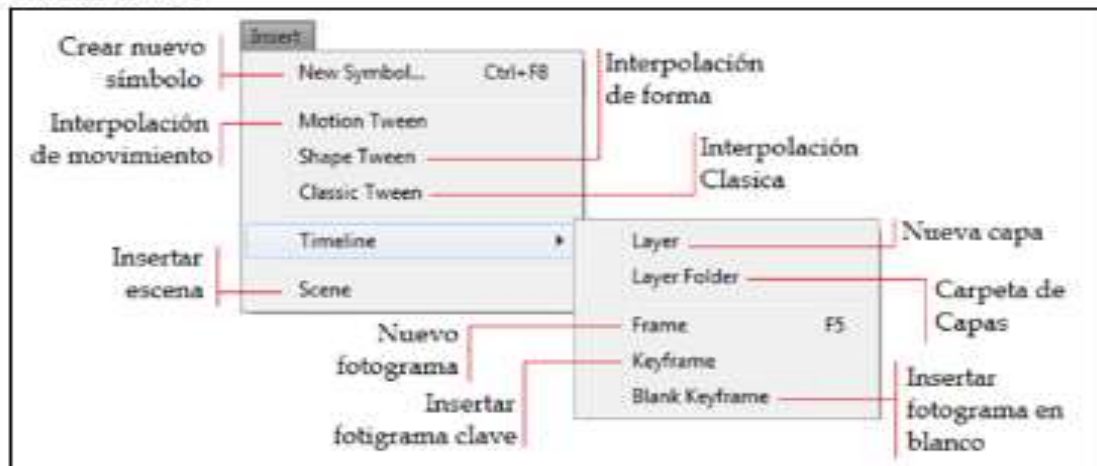 Insert
Crear nuevo
símbolo
New Symbol... Ctrl+F8
Interpolación
de forma
Interpolación
de movimiento
Motion Tween
Shape Tween
Classic Tween
Interpolación
Clasica
Timeline
Insertar
escena
Scene
Layer
Nueva capa
Layer Folder
Carpeta de
Capas
Nuevo
fotograma
Frame F5
Keyframe
Insertar
fotigrama clave
Blank Keyframe
Insertar
fotograma en
blanco